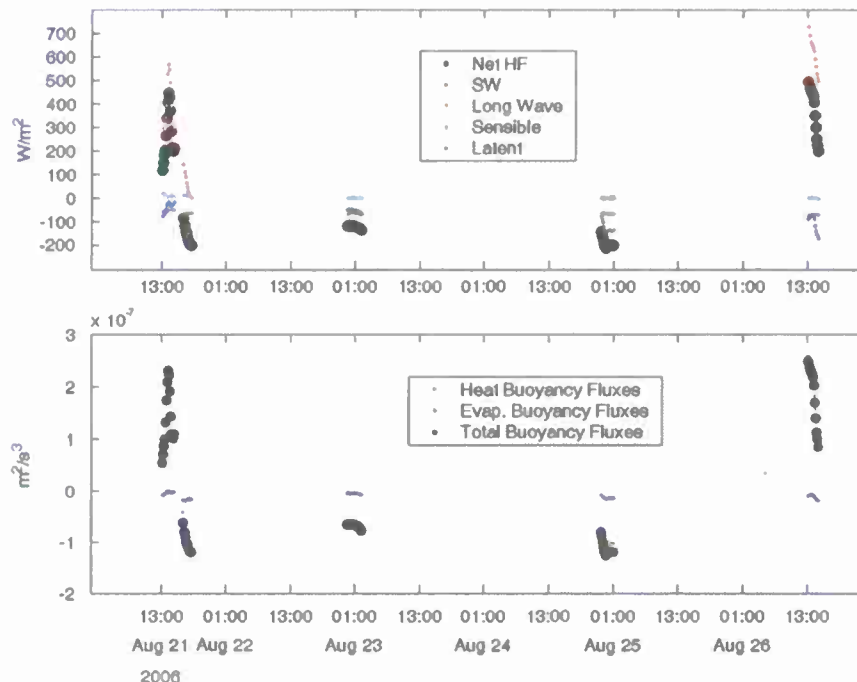 700
600
500
400
300
200
100
0
-100
-200
W/m²
Net HF
SW
Long Wave
Sensible
Latent
13:00 01:00 13:00 01:00 13:00 01:00 13:00 01:00 13:00 01:00 13:00
x 10⁻⁷
3
2
1
0
-1
-2
m²/s³
Heat Buoyancy Fluxes
Evap. Buoyancy Fluxes
Total Buoyancy Fluxes
13:00 01:00 13:00 01:00 13:00 01:00 13:00 01:00 13:00 01:00 13:00
Aug 21 Aug 22 Aug 23 Aug 24 Aug 25 Aug 26
2006